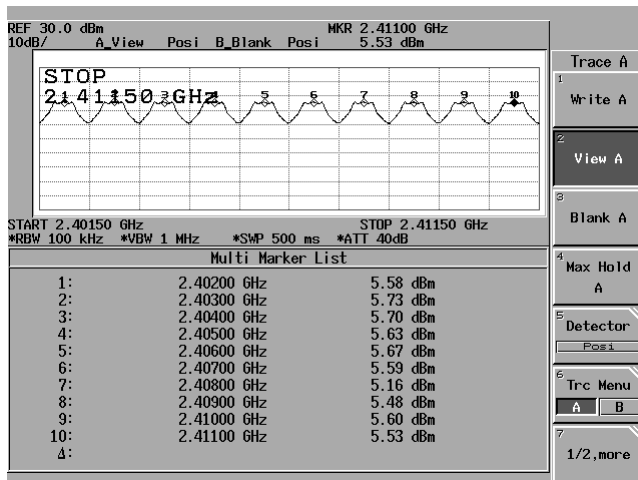 REF 30.0 dBm MKR 2.41100 GHz
10dB/ A_View Posi B_Blank Posi 5.53 dBm
STOP
2.41150 GHz
1 2 3 4 5 6 7 8 9 10
START 2.40150 GHz STOP 2.41150 GHz
*RBW 100 kHz *VBW 1 MHz *SWP 500 ms *ATT 40dB
Multi Marker List
1: 2.40200 GHz 5.58 dBm
2: 2.40300 GHz 5.73 dBm
3: 2.40400 GHz 5.70 dBm
4: 2.40500 GHz 5.63 dBm
5: 2.40600 GHz 5.67 dBm
6: 2.40700 GHz 5.59 dBm
7: 2.40800 GHz 5.16 dBm
8: 2.40900 GHz 5.48 dBm
9: 2.41000 GHz 5.60 dBm
10: 2.41100 GHz 5.53 dBm
Δ:
Trace A
1
Write A
2
View A
3
Blank A
4
Max Hold
A
5
Detector
Posi
6
Trc Menu
A B
7
1/2,more